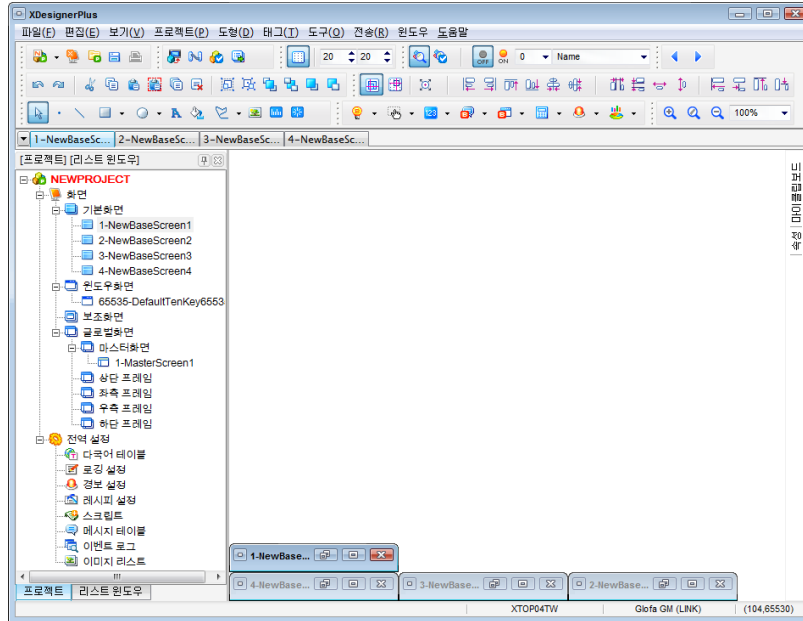 XDesignerPlus
파일(F) 편집(E) 보기(V) 프로젝트(P) 도형(D) 태그(T) 도구(O) 전송(R) 윈도우 도움말
20 20 OFF ON 0 Name
A 123 100%
1-NewBaseSc... 2-NewBaseSc... 3-NewBaseSc... 4-NewBaseSc...
[프로젝트] [리스트 윈도우]
NEWPROJECT
화면
기본화면
1-NewBaseScreen1
2-NewBaseScreen2
3-NewBaseScreen3
4-NewBaseScreen4
윈도우화면
65535-DefaultTenKey6553
보조화면
글로벌화면
마스터화면
1-MasterScreen1
상단 프레임
좌측 프레임
우측 프레임
하단 프레임
전역 설정
다국어 테이블
로깅 설정
경보 설정
레시피 설정
스크립트
메시지 테이블
이벤트 로그
이미지 리스트
프로젝트 리스트 윈도우
마이클립보드
속성
1-NewBase...
4-NewBase... 3-NewBase... 2-NewBase...
XTOP04TW Glofa GM (LINK) (104,65530)